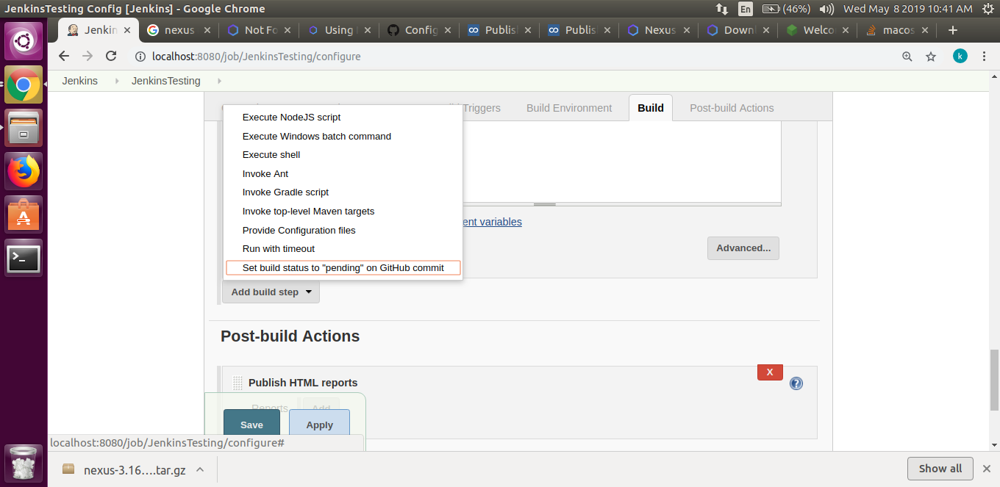 JenkinsTesting Config [Jenkins] - Google Chrome
En (46%) Wed May 8 2019 10:41 AM
Jenkin nexus Not Fo Using Config Publis Publis Nexus Down Welco macos
localhost:8080/job/JenkinsTesting/configure k
Jenkins JenkinsTesting
Triggers Build Environment Build Post-build Actions
Execute NodeJS script
Execute Windows batch command
Execute shell
Invoke Ant
Invoke Gradle script
Invoke top-level Maven targets
ent variables
Provide Configuration files
Run with timeout
Advanced...
Set build status to "pending" on GitHub commit
Add build step
Post-build Actions
X
Publish HTML reports
Reports Add
Save Apply
localhost:8080/job/JenkinsTesting/configure#
nexus-3.16....tar.gz Show all